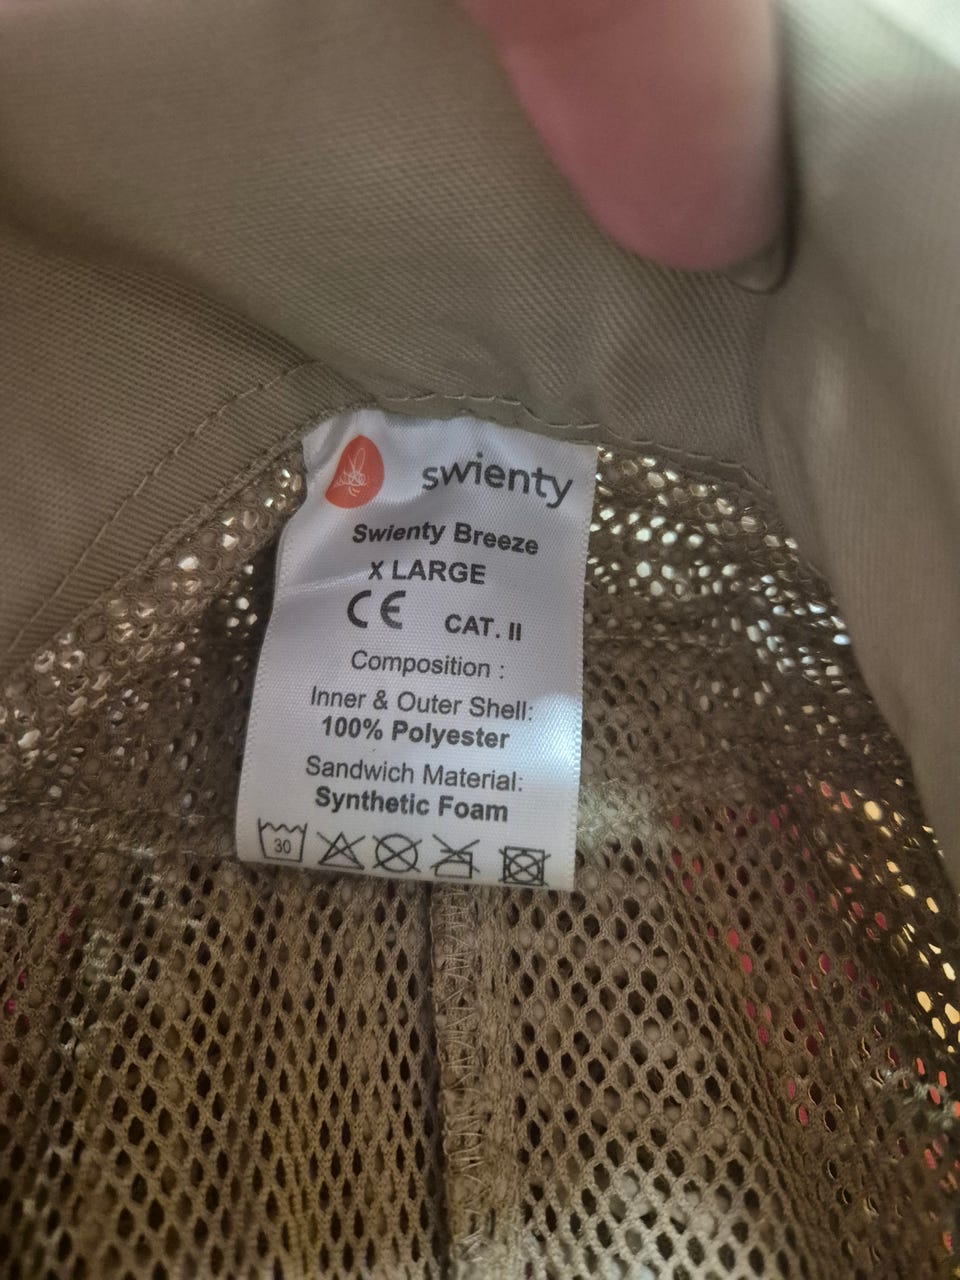 swienty
Swienty Breeze
X LARGE
CE CAT. II
Composition :
Inner & Outer Shell:
100% Polyester
Sandwich Material:
Synthetic Foam
30